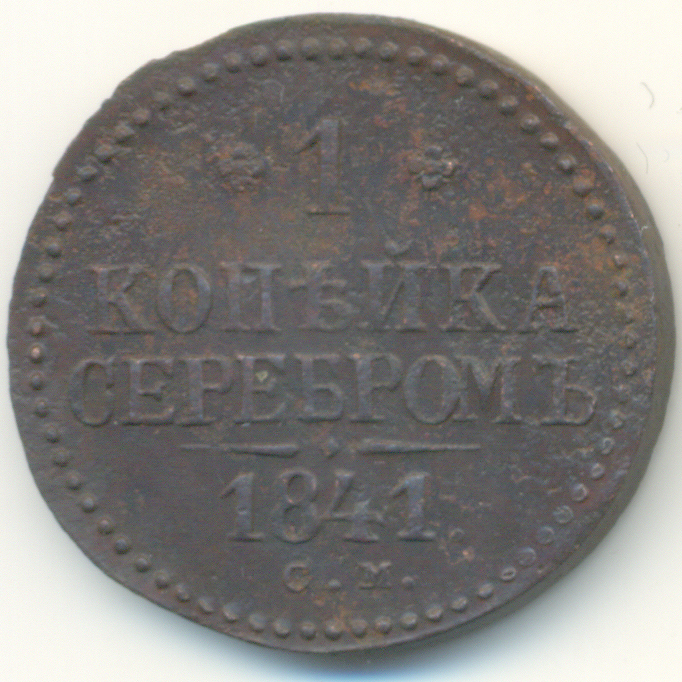 * 1 *
КОПѢЙКА
СЕРЕБРОМЪ
1841.
С. М.